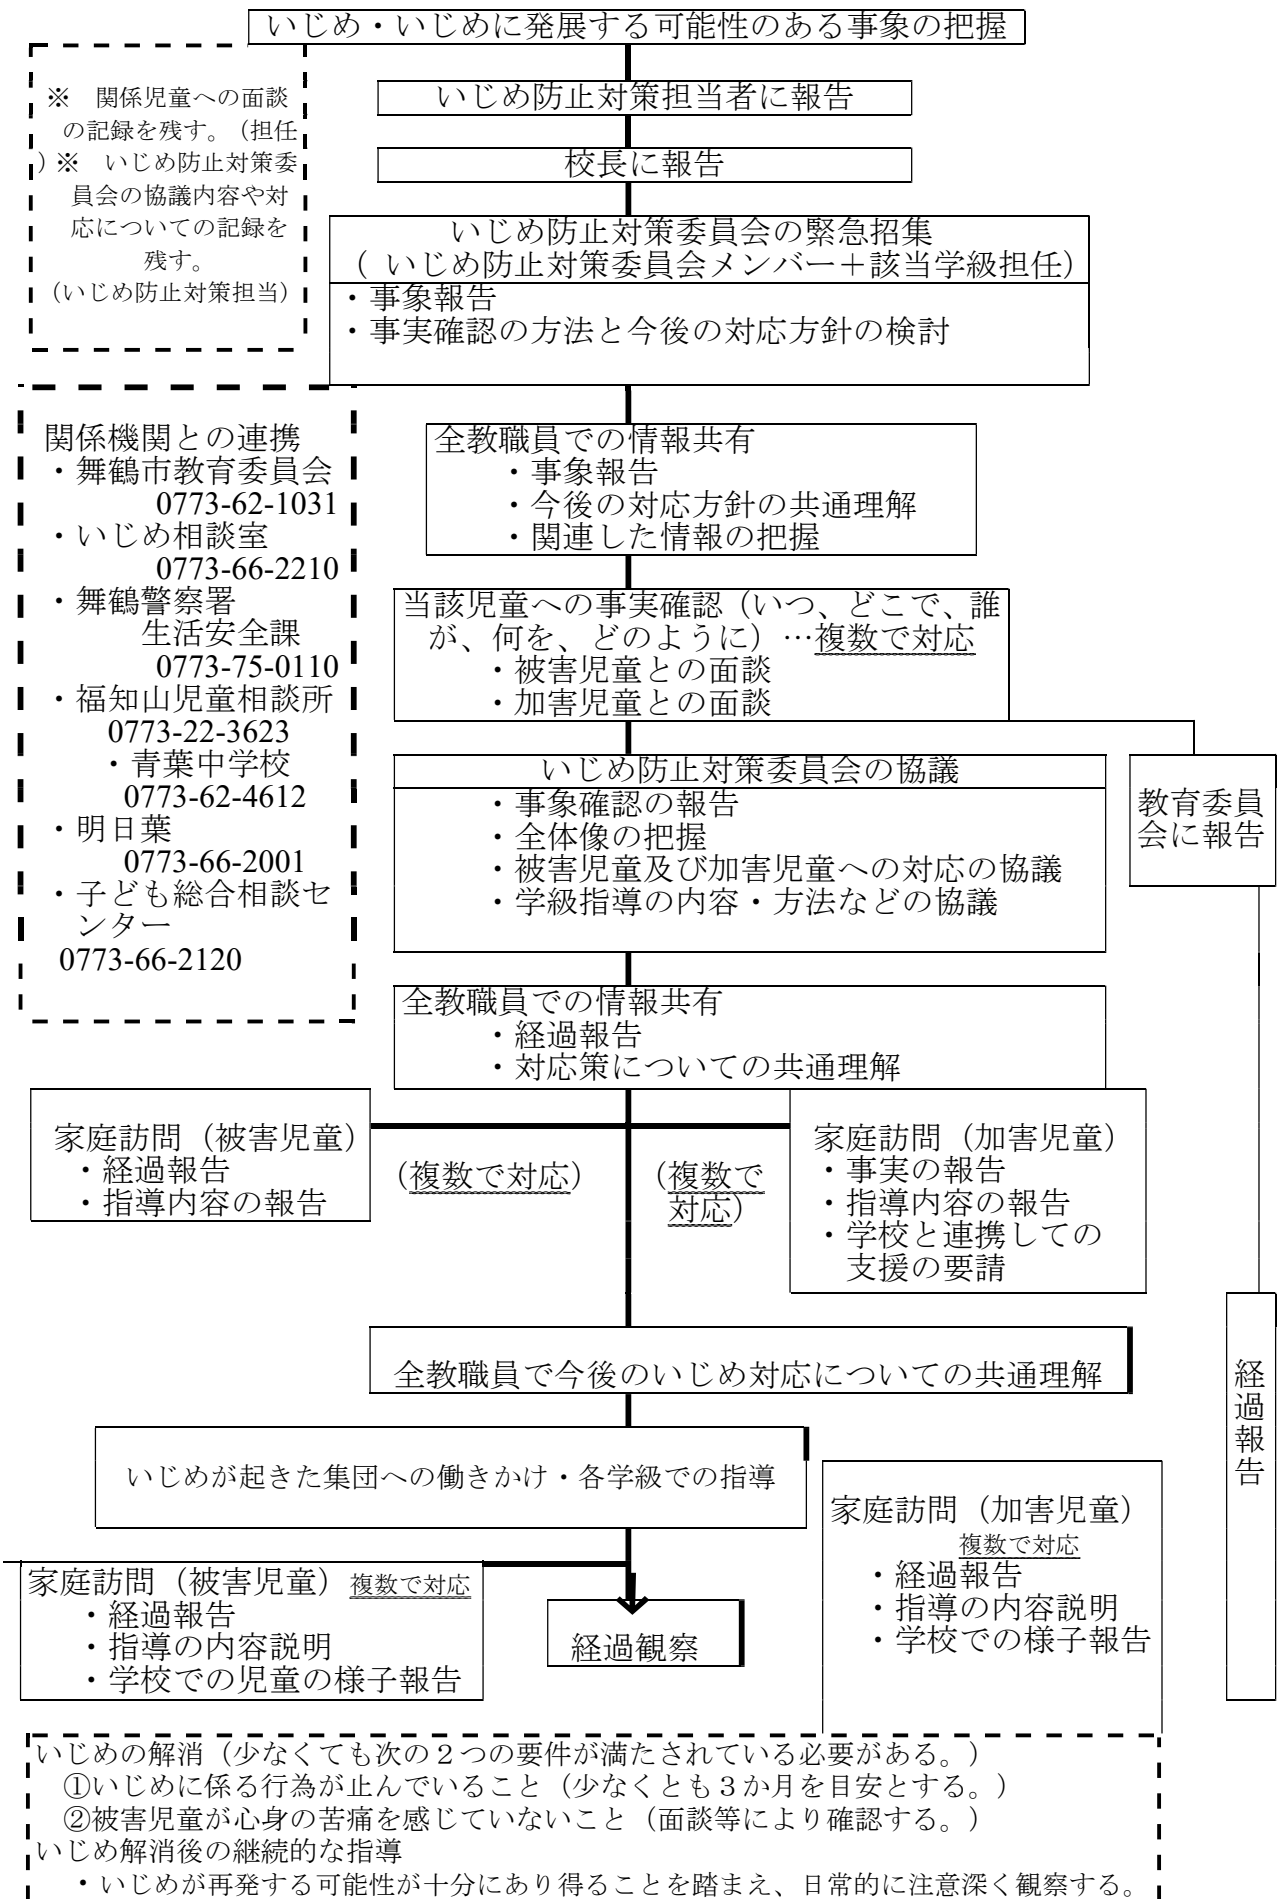 いじめ・いじめに発展する可能性のある事象の把握
※　関係児童への面談
の記録を残す。（担任
）※　いじめ防止対策委
員会の協議内容や対
応についての記録を
残す。
（いじめ防止対策担当）
いじめ防止対策担当者に報告
校長に報告
いじめ防止対策委員会の緊急招集
（ いじめ防止対策委員会メンバー＋該当学級担任）
・事象報告
・事実確認の方法と今後の対応方針の検討
関係機関との連携
・舞鶴市教育委員会
0773-62-1031
・いじめ相談室
0773-66-2210
・舞鶴警察署
生活安全課
0773-75-0110
・福知山児童相談所
0773-22-3623
・青葉中学校
0773-62-4612
・明日葉
0773-66-2001
・子ども総合相談セ
ンター
0773-66-2120
全教職員での情報共有
・事象報告
・今後の対応方針の共通理解
・関連した情報の把握
当該児童への事実確認（いつ、どこで、誰
が、何を、どのように）…複数で対応
・被害児童との面談
・加害児童との面談
いじめ防止対策委員会の協議
・事象確認の報告
・全体像の把握
・被害児童及び加害児童への対応の協議
・学級指導の内容・方法などの協議
教育委員
会に報告
全教職員での情報共有
・経過報告
・対応策についての共通理解
家庭訪問（被害児童）
・経過報告
・指導内容の報告
（複数で対応）
（複数で
対応）
家庭訪問（加害児童）
・事実の報告
・指導内容の報告
・学校と連携しての
支援の要請
全教職員で今後のいじめ対応についての共通理解
経過報告
いじめが起きた集団への働きかけ・各学級での指導
家庭訪問（被害児童）複数で対応
・経過報告
・指導の内容説明
・学校での児童の様子報告
経過観察
家庭訪問（加害児童）
複数で対応
・経過報告
・指導の内容説明
・学校での様子報告
いじめの解消（少なくても次の２つの要件が満たされている必要がある。）
①いじめに係る行為が止んでいること（少なくとも３か月を目安とする。）
②被害児童が心身の苦痛を感じていないこと（面談等により確認する。）
いじめ解消後の継続的な指導
・いじめが再発する可能性が十分にあり得ることを踏まえ、日常的に注意深く観察する。